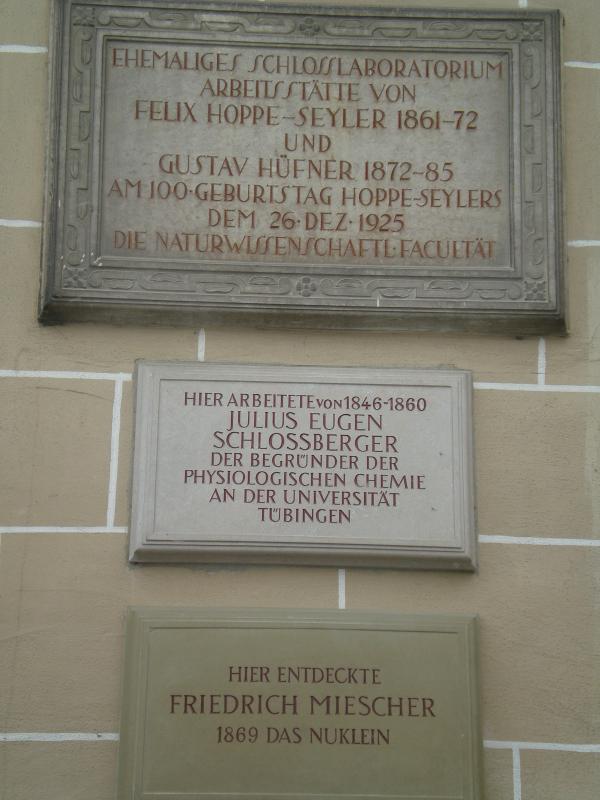 EHEMALIGES SCHLOSSLABORATORIUM
ARBEITSSTÄTTE VON
FELIX HOPPE-SEYLER 1861-72
UND
GUSTAV HÜFNER 1872-85
AM 100·GEBURTSTAG HOPPE-SEYLERS
DEM 26·DEZ·1925
DIE NATURWISSENSCHAFTL·FACULTÄT
HIER ARBEITETE VON 1846-1860
JULIUS EUGEN
SCHLOSSBERGER
DER BEGRÜNDER DER
PHYSIOLOGISCHEN CHEMIE
AN DER UNIVERSITÄT
TÜBINGEN
HIER ENTDECKTE
FRIEDRICH MIESCHER
1869 DAS NUKLEIN